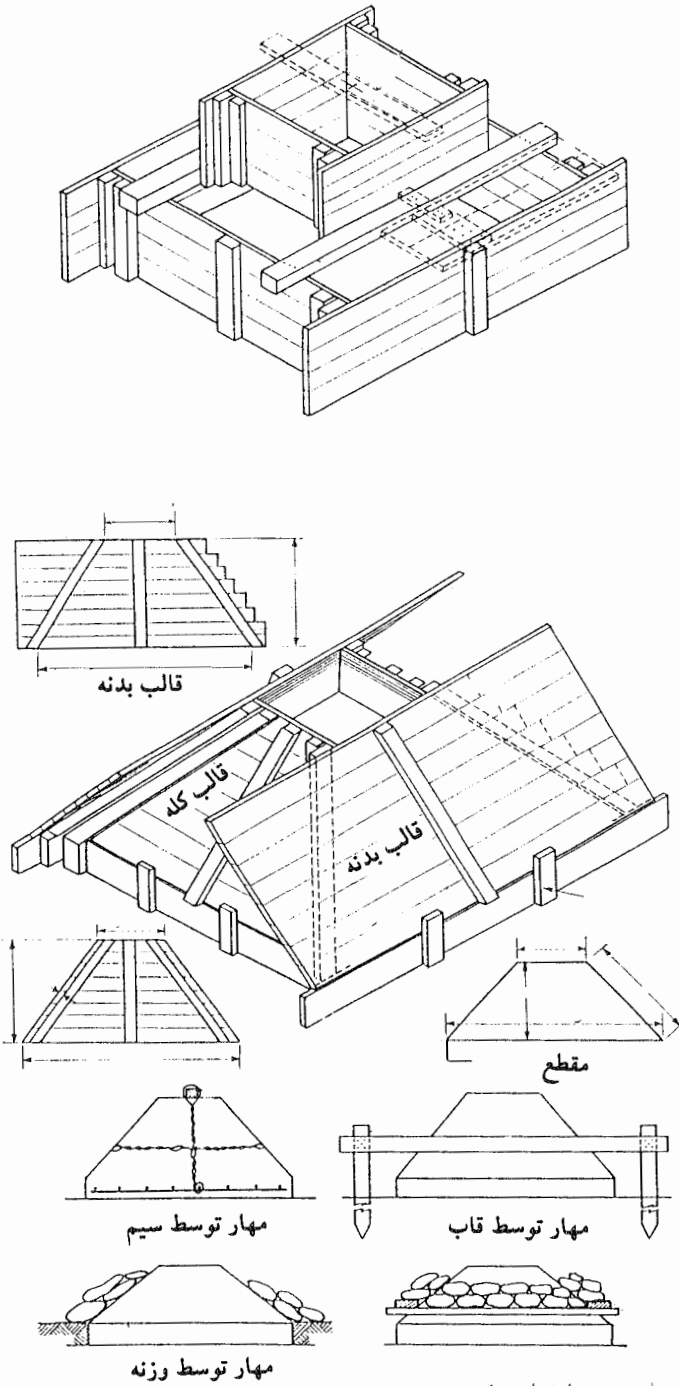 قالب بدنه
قالب کله
قالب بدنه
مقطع
مهار توسط سیم
مهار توسط قاب
مهار توسط وزنه